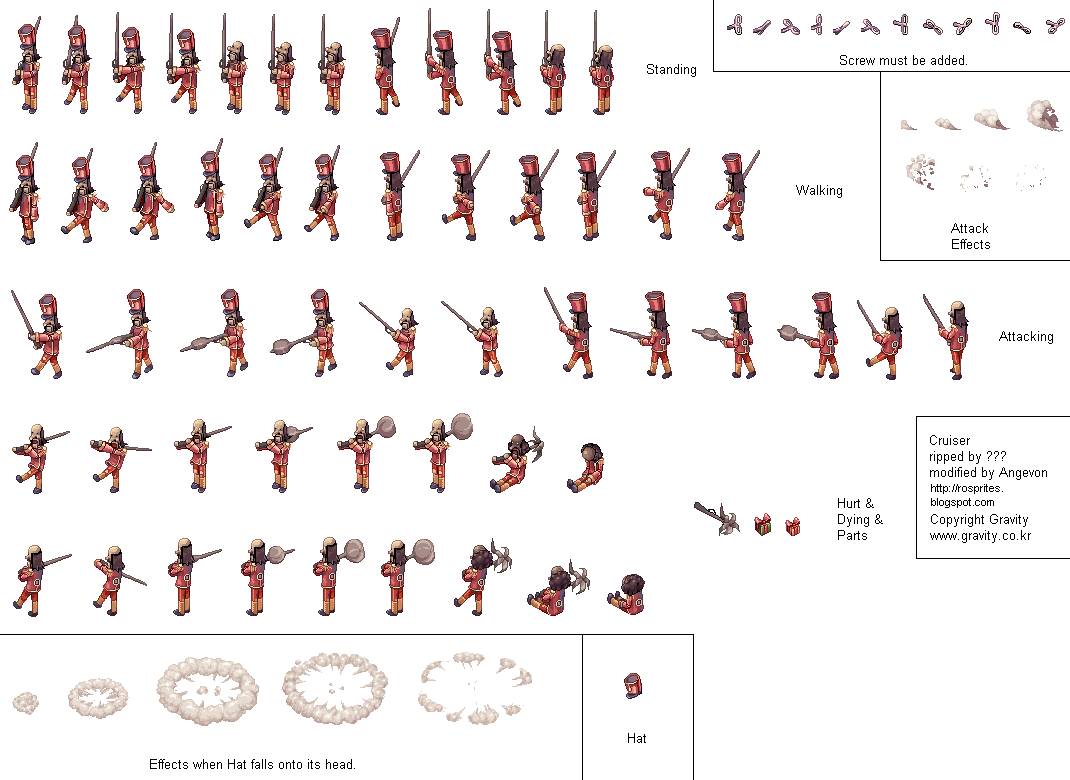 Screw must be added.
Standing
Walking
Attack
Effects
Attacking
Cruiser
ripped by ???
modified by Angevon
http://rosprites.
blogspot.com
Copyright Gravity
www.gravity.co.kr
Hurt &
Dying &
Parts
Effects when Hat falls onto its head.
Hat